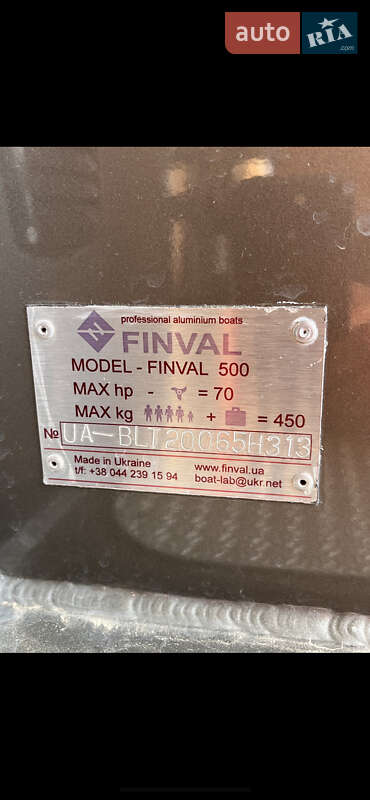 auto RIA.com
professional aluminium boats
FINVAL
MODEL - FINVAL 500
MAX hp - = 70
MAX kg + = 450
№ UA-BLT20065H313
Made in Ukraine
t/f: +38 044 239 15 94
www.finval.ua
boat-lab@ukr.net